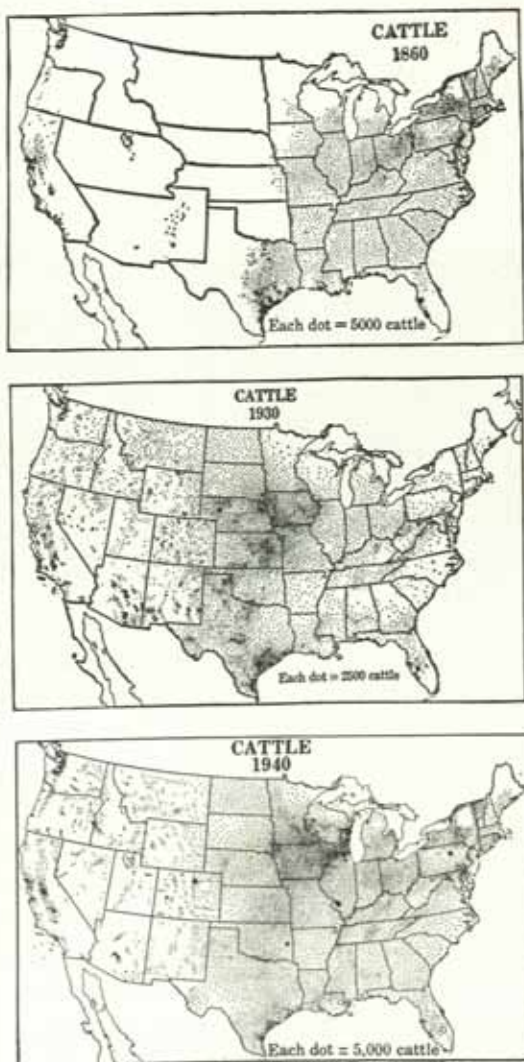 CATTLE
1860
Each dot = 5000 cattle
CATTLE
1930
Each dot = 2500 cattle
CATTLE
1940
Each dot = 5,000 cattle